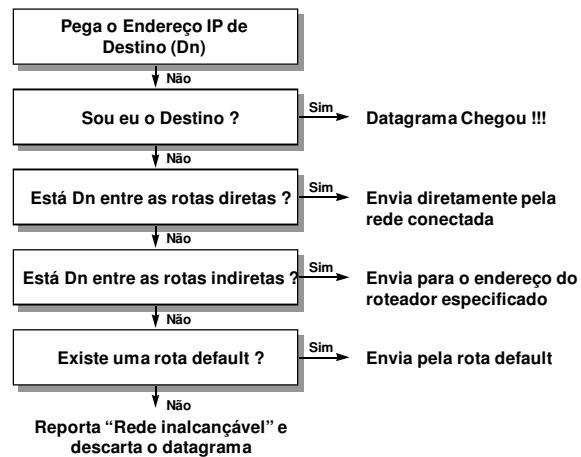 Pega o Endereço IP de
Destino (Dn)
Não
Sou eu o Destino ?
Sim
Datagrama Chegou !!!
Não
Está Dn entre as rotas diretas ?
Sim
Envia diretamente pela
rede conectada
Não
Está Dn entre as rotas indiretas ?
Sim
Envia para o endereço do
roteador especificado
Não
Existe uma rota default ?
Sim
Envia pela rota default
Não
Reporta “Rede inalcançável” e
descarta o datagrama